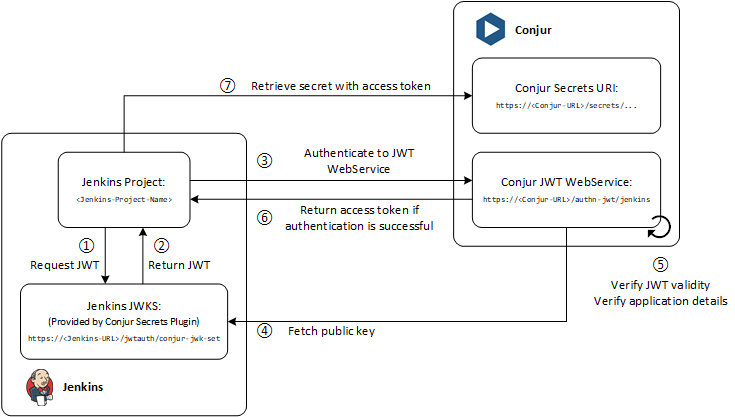 Conjur
⑦ Retrieve secret with access token
Conjur Secrets URI:
https://<Conjur-URL>/secrets/...
Jenkins Project:
<Jenkins-Project-Name>
③ Authenticate to JWT
WebService
Conjur JWT WebService:
https://<Conjur-URL>/authn-jwt/jenkins
⑥ Return access token if
authentication is successful
① Request JWT
② Return JWT
⑤
Verify JWT validity
Verify application details
Jenkins JWKS:
(Provided by Conjur Secrets Plugin)
https://<Jenkins-URL>/jwtauth/conjur-jwk-set
④ Fetch public key
Jenkins